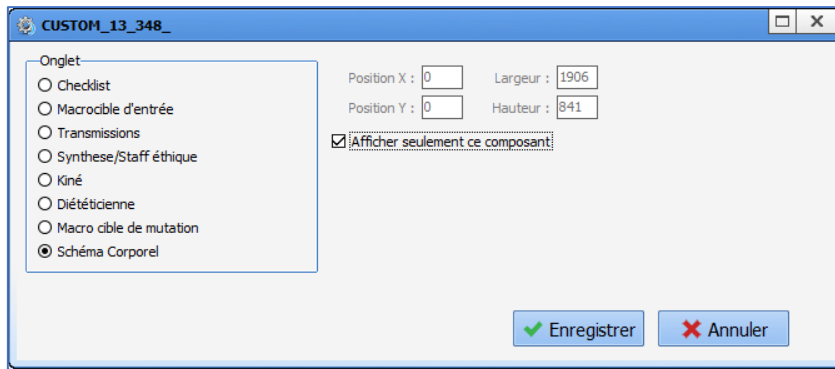 CUSTOM_13_348_
Onglet
Checklist
Macrocible d'entrée
Transmissions
Synthese/Staff éthique
Kiné
Diététicienne
Macro cible de mutation
Schéma Corporel
Position X : 0 Largeur : 1906
Position Y : 0 Hauteur : 841
Afficher seulement ce composant
Enregistrer Annuler